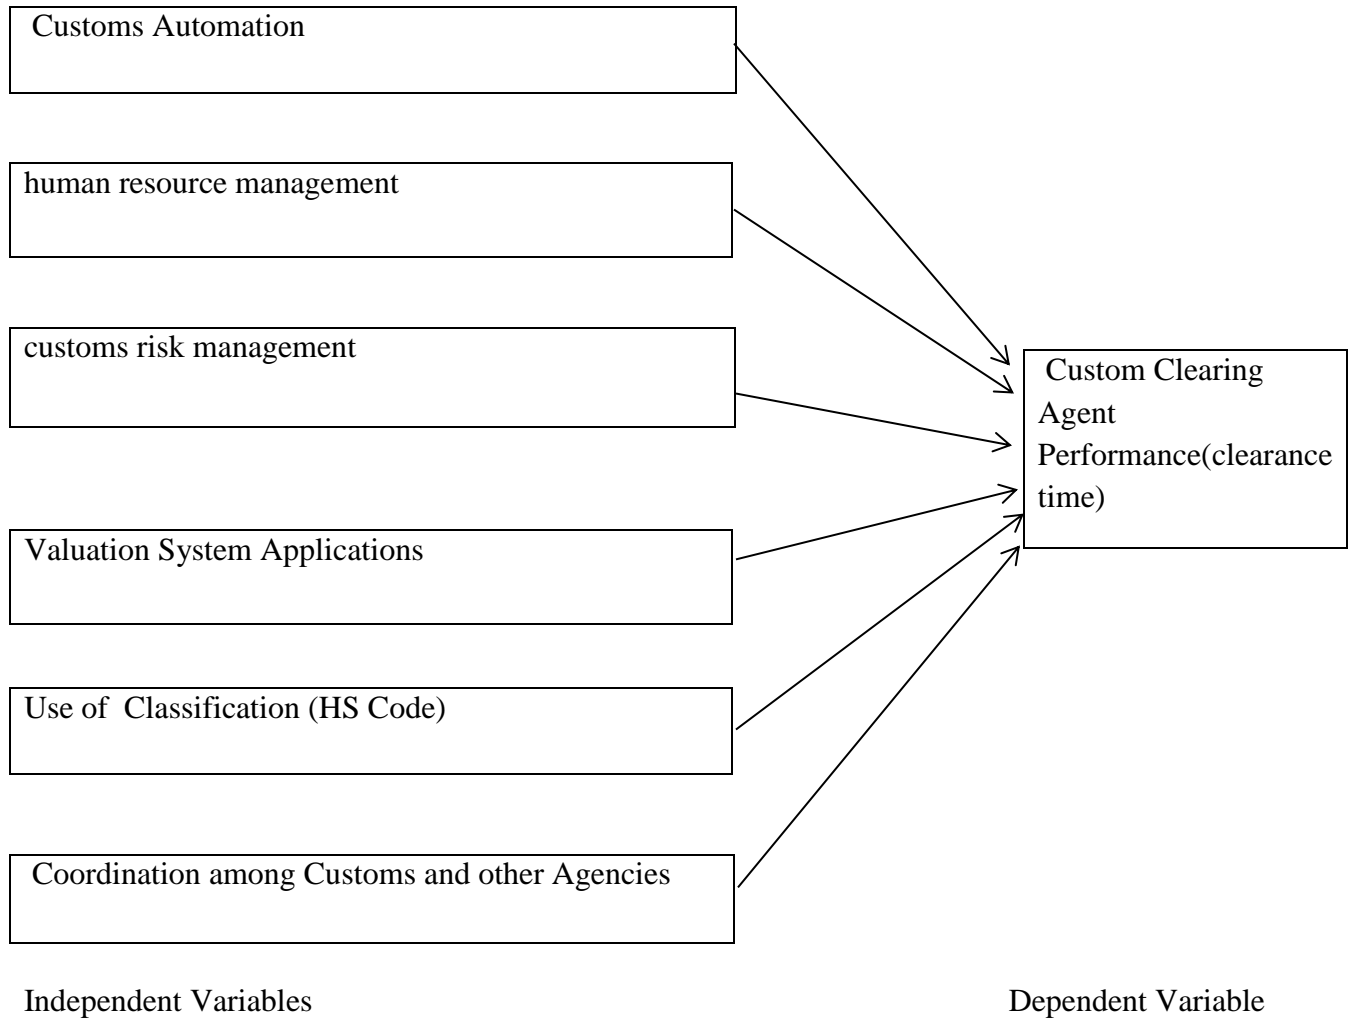 Customs Automation
human resource management
customs risk management
Custom Clearing
Agent
Performance(clearance
time)
Valuation System Applications
Use of  Classification (HS Code)
Coordination among Customs and other Agencies
Independent Variables
Dependent Variable